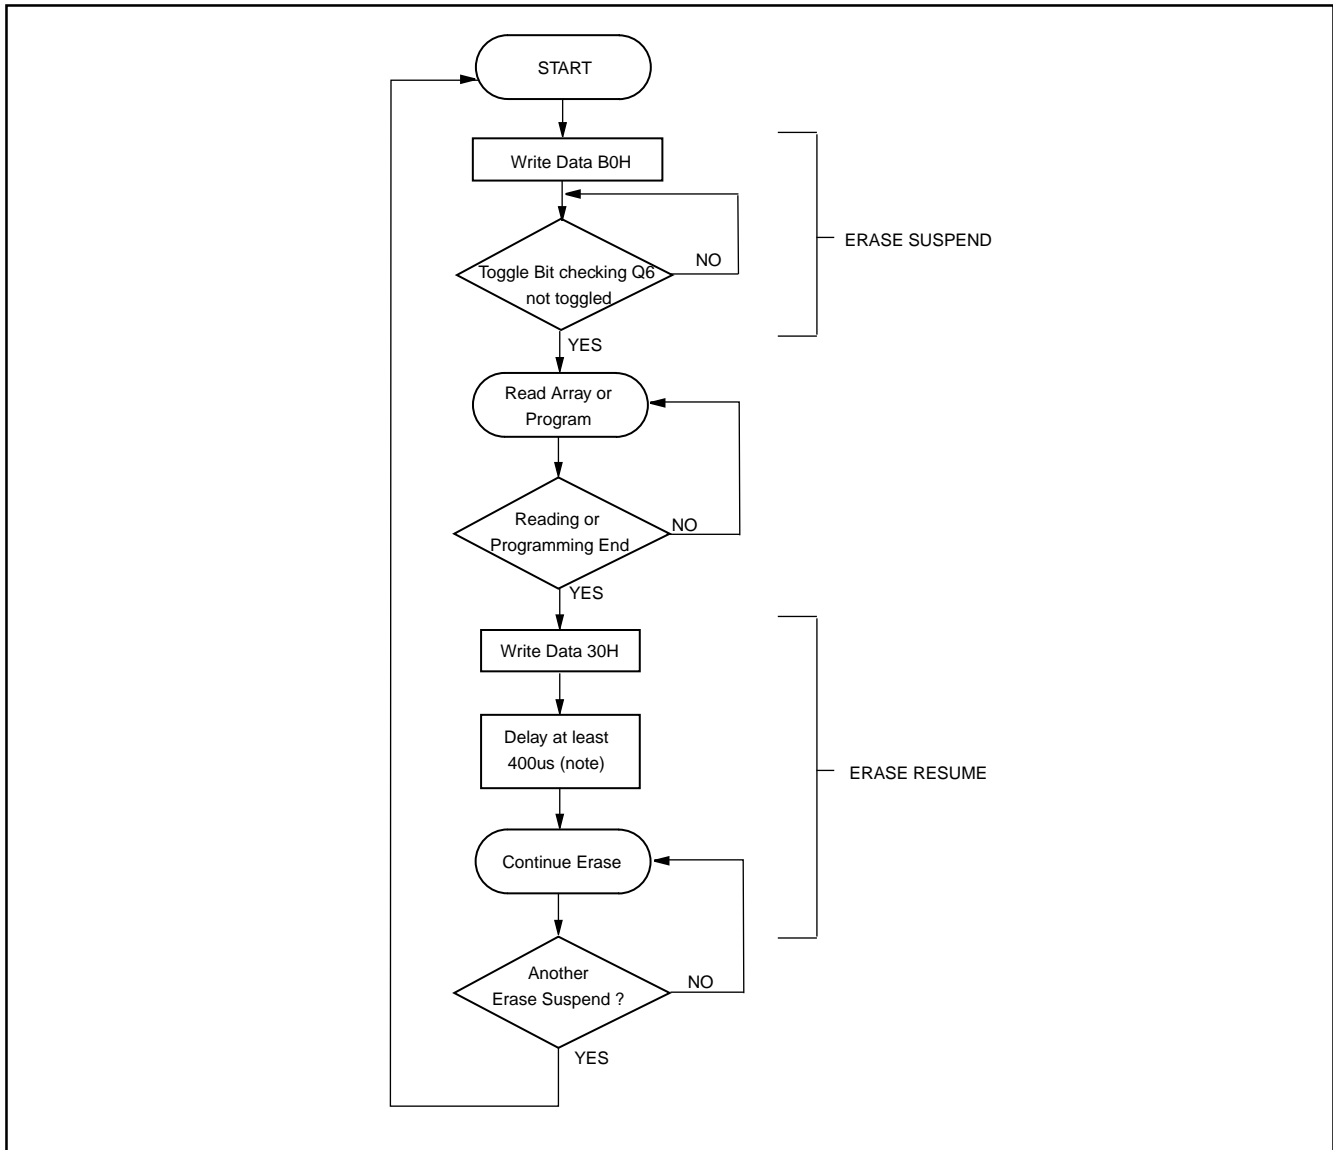 START
Write Data B0H
ERASE SUSPEND
NO
Toggle Bit checking Q6
not toggled
YES
Read Array or
Program
Reading or
NO
Programming End
YES
Write Data 30H
Delay at least
400us (note)
ERASE RESUME
Continue Erase
Another
NO
Erase Suspend ?
YES